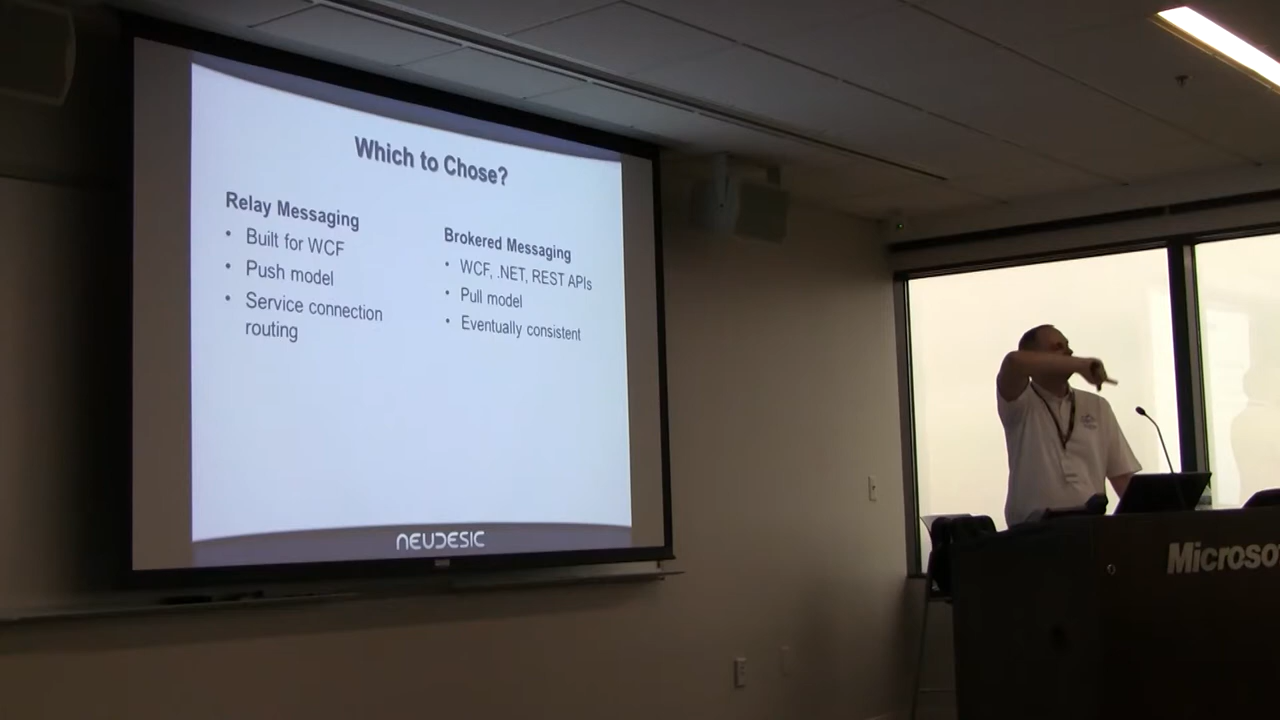 Which to Chose?
Relay Messaging
• Built for WCF
• Push model
• Service connection
routing
Brokered Messaging
• WCF, .NET, REST APIs
• Pull model
• Eventually consistent
NEUDESIC
Microso